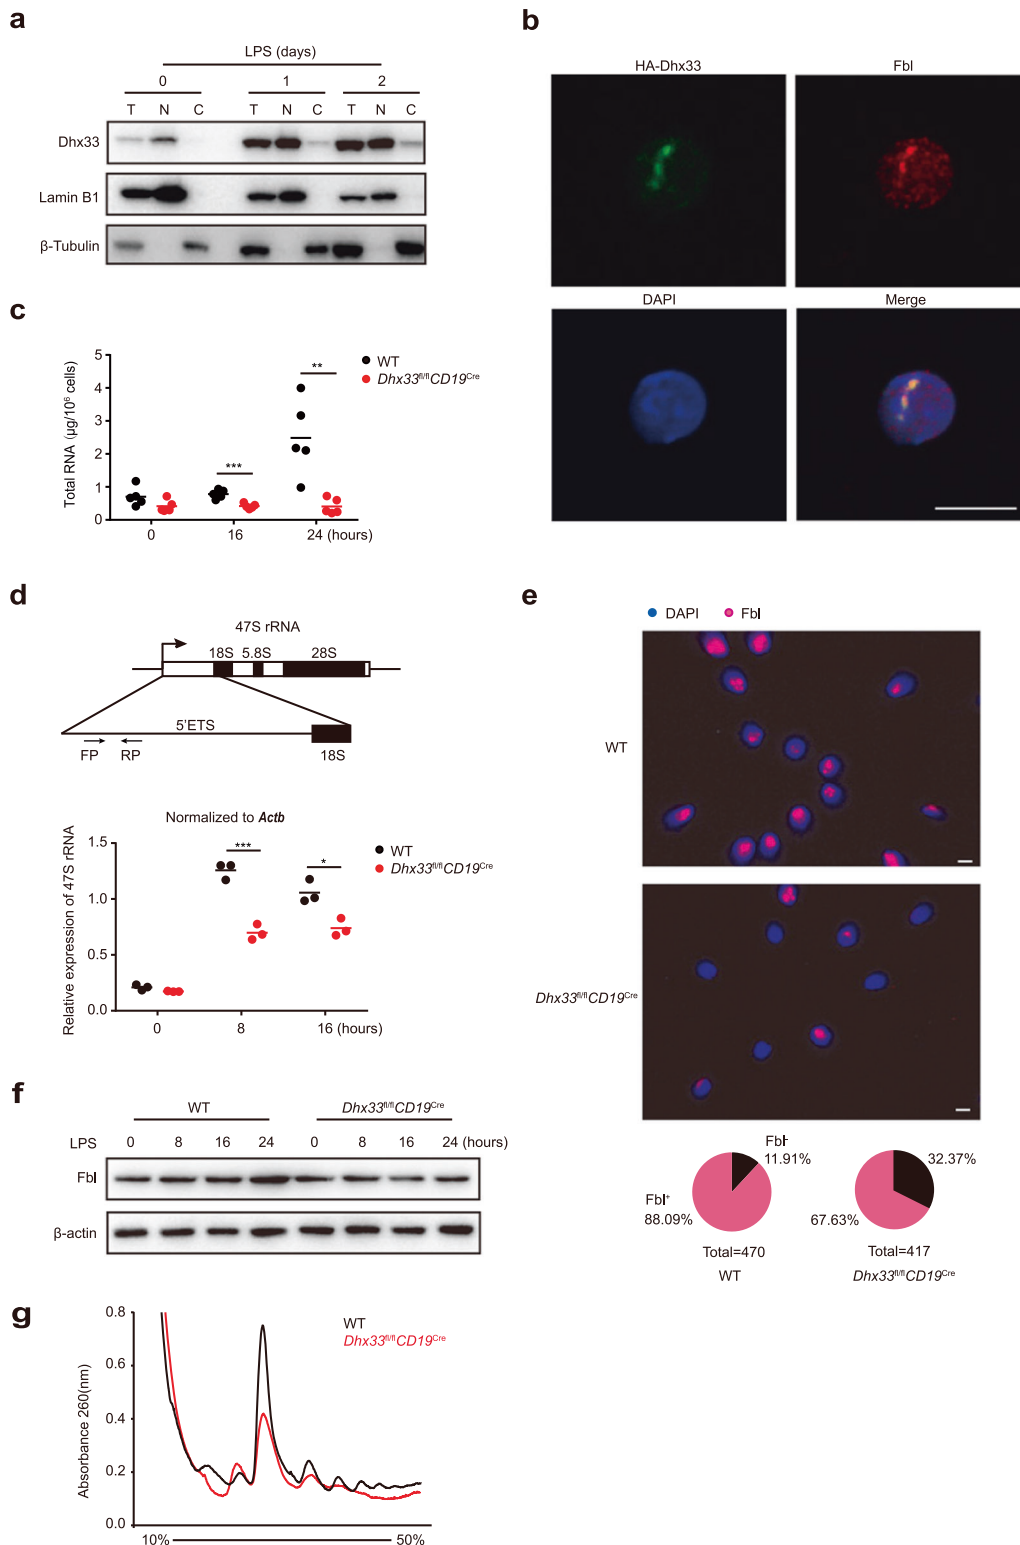 a
LPS (days)
0 1 2
T N C T N C T N C
Dhx33
Lamin B1
β-Tubulin
b
HA-Dhx33 Fbl
DAPI Merge
c
Total RNA (μg/10⁶ cells)
5
4
3
2
1
0
** 
***
WT
Dhx33fl/flCD19Cre
0 16 24 (hours)
d
47S rRNA
18S 5.8S 28S
5'ETS
FP RP 18S
Normalized to Actb
Relative expression of 47S rRNA
1.5
1.0
0.5
0.0
***
*
WT
Dhx33fl/flCD19Cre
0 8 16 (hours)
e
DAPI Fbl
WT
Dhx33fl/flCD19Cre
Fbl-
11.91%
Fbl+
88.09%
Total=470
WT
32.37%
67.63%
Total=417
Dhx33fl/flCD19Cre
f
WT Dhx33fl/flCD19Cre
LPS 0 8 16 24 0 8 16 24 (hours)
Fbl
β-actin
g
Absorbance 260(nm)
0.8
0.6
0.4
0.2
0.0
WT
Dhx33fl/flCD19Cre
10% 50%